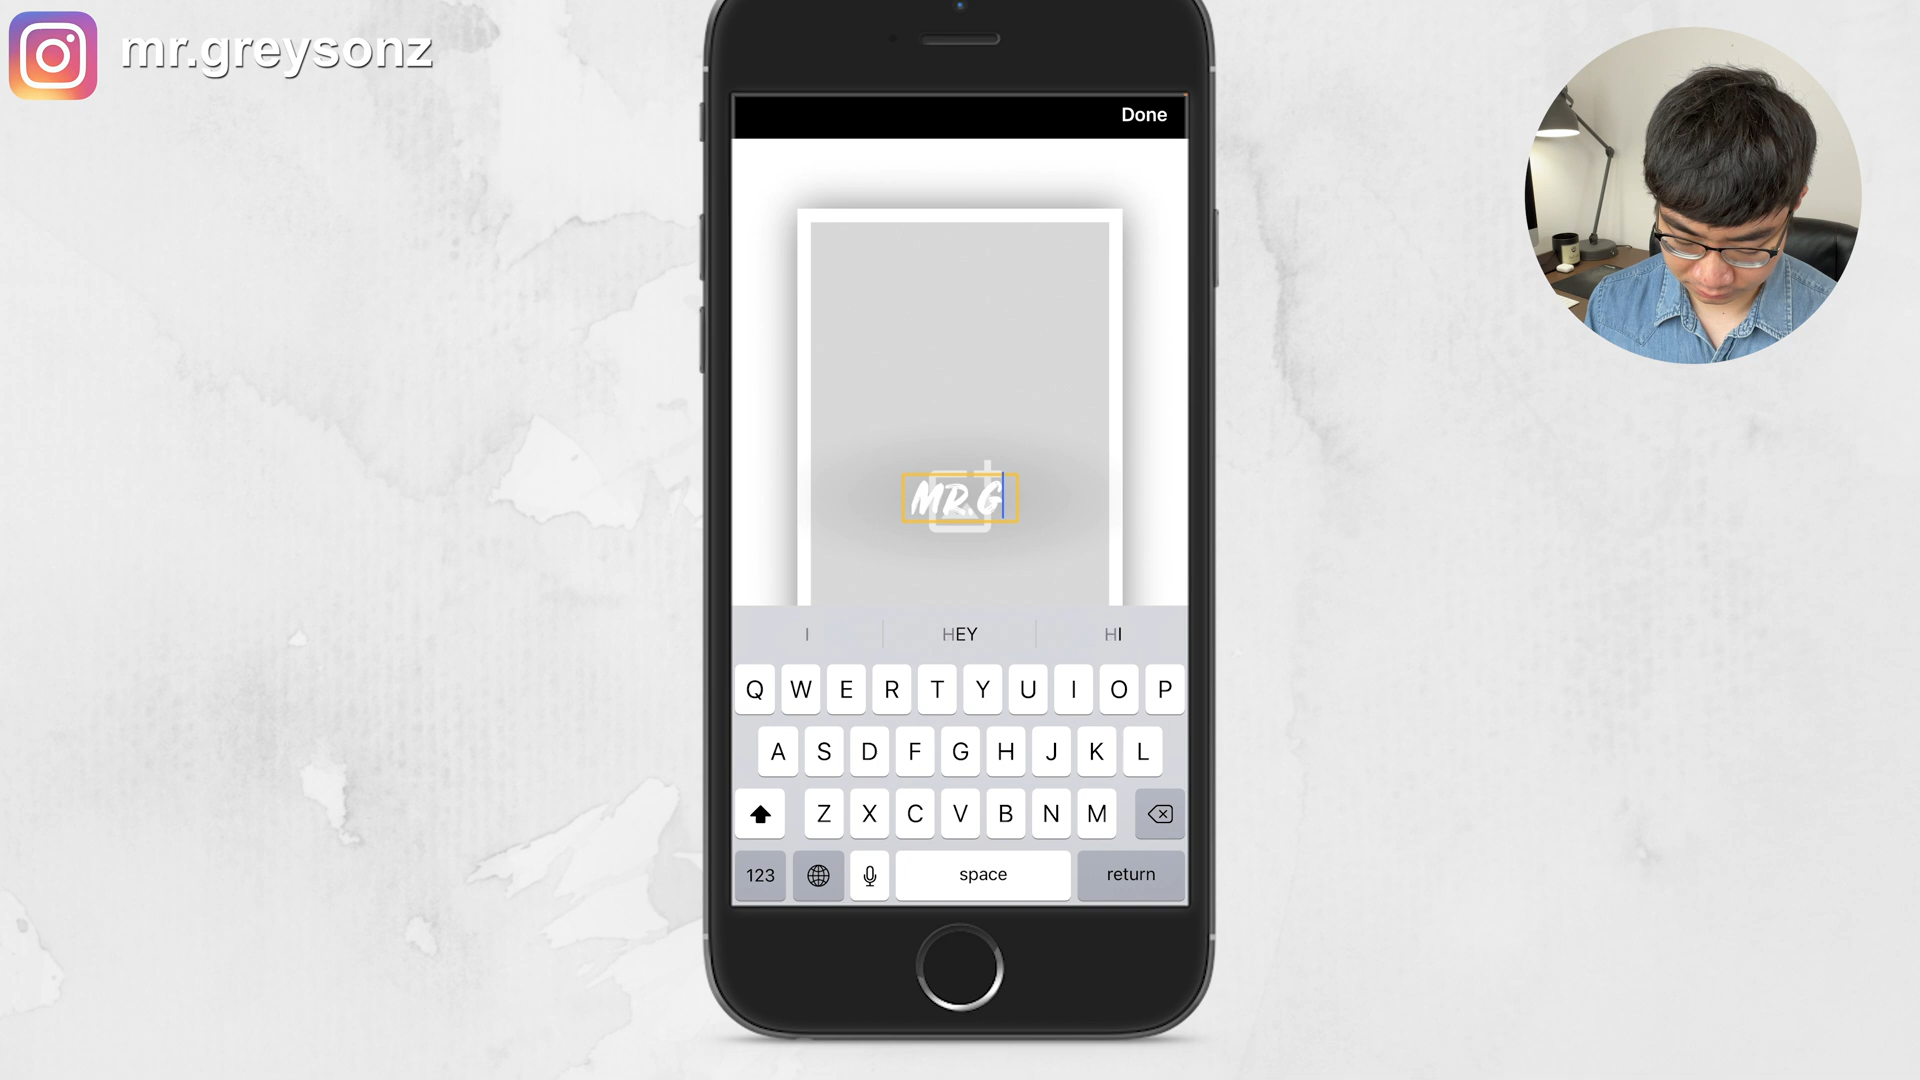 mr.greysonz
Done
MR.G
I HEY HI
Q W E R T Y U I O P
A S D F G H J K L
Z X C V B N M
123 space return